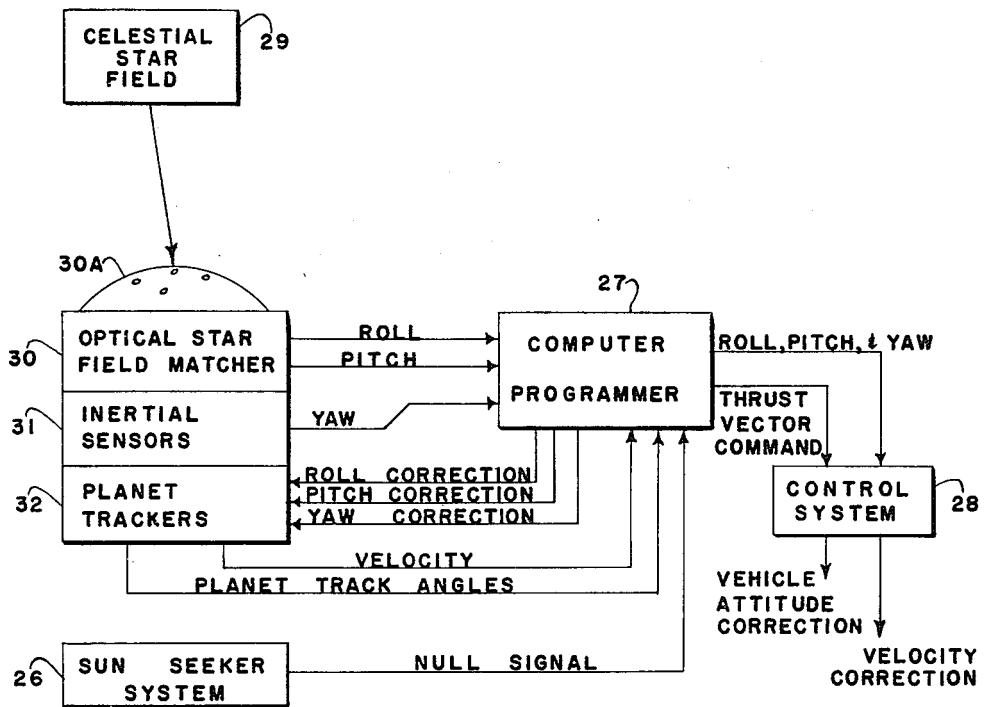 CELESTIAL
STAR
FIELD
29
30A
27
30
OPTICAL STAR
FIELD MATCHER
ROLL
PITCH
COMPUTER
PROGRAMMER
ROLL, PITCH, & YAW
31
INERTIAL
SENSORS
YAW
THRUST
VECTOR
COMMAND
32
PLANET
TRACKERS
ROLL CORRECTION
PITCH CORRECTION
YAW CORRECTION
CONTROL
SYSTEM
28
VELOCITY
PLANET TRACK ANGLES
VEHICLE
ATTITUDE
CORRECTION
26
SUN SEEKER
SYSTEM
NULL SIGNAL
VELOCITY
CORRECTION